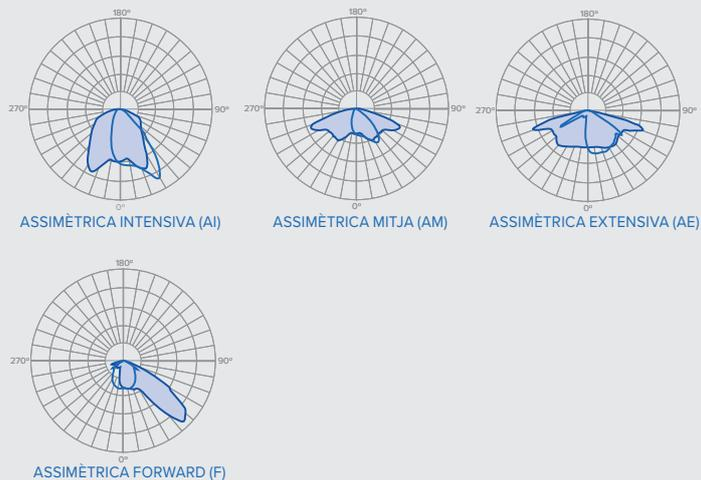 180° 180° 180°
270° 90° 270° 90° 270° 90°
0° 0° 0°
ASSIMÈTRICA INTENSIVA (AI) ASSIMÈTRICA MITJA (AM) ASSIMÈTRICA EXTENSIVA (AE)
180°
270° 90°
0°
ASSIMÈTRICA FORWARD (F)